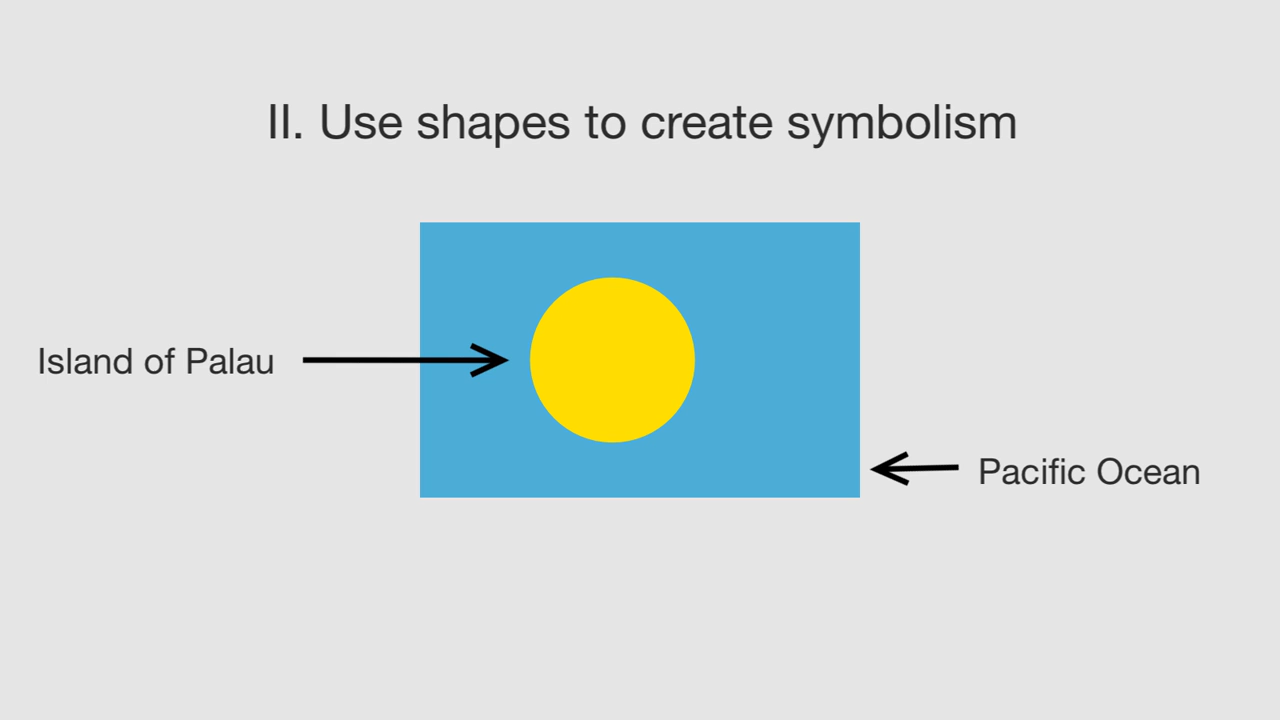 II. Use shapes to create symbolism
Island of Palau
Pacific Ocean